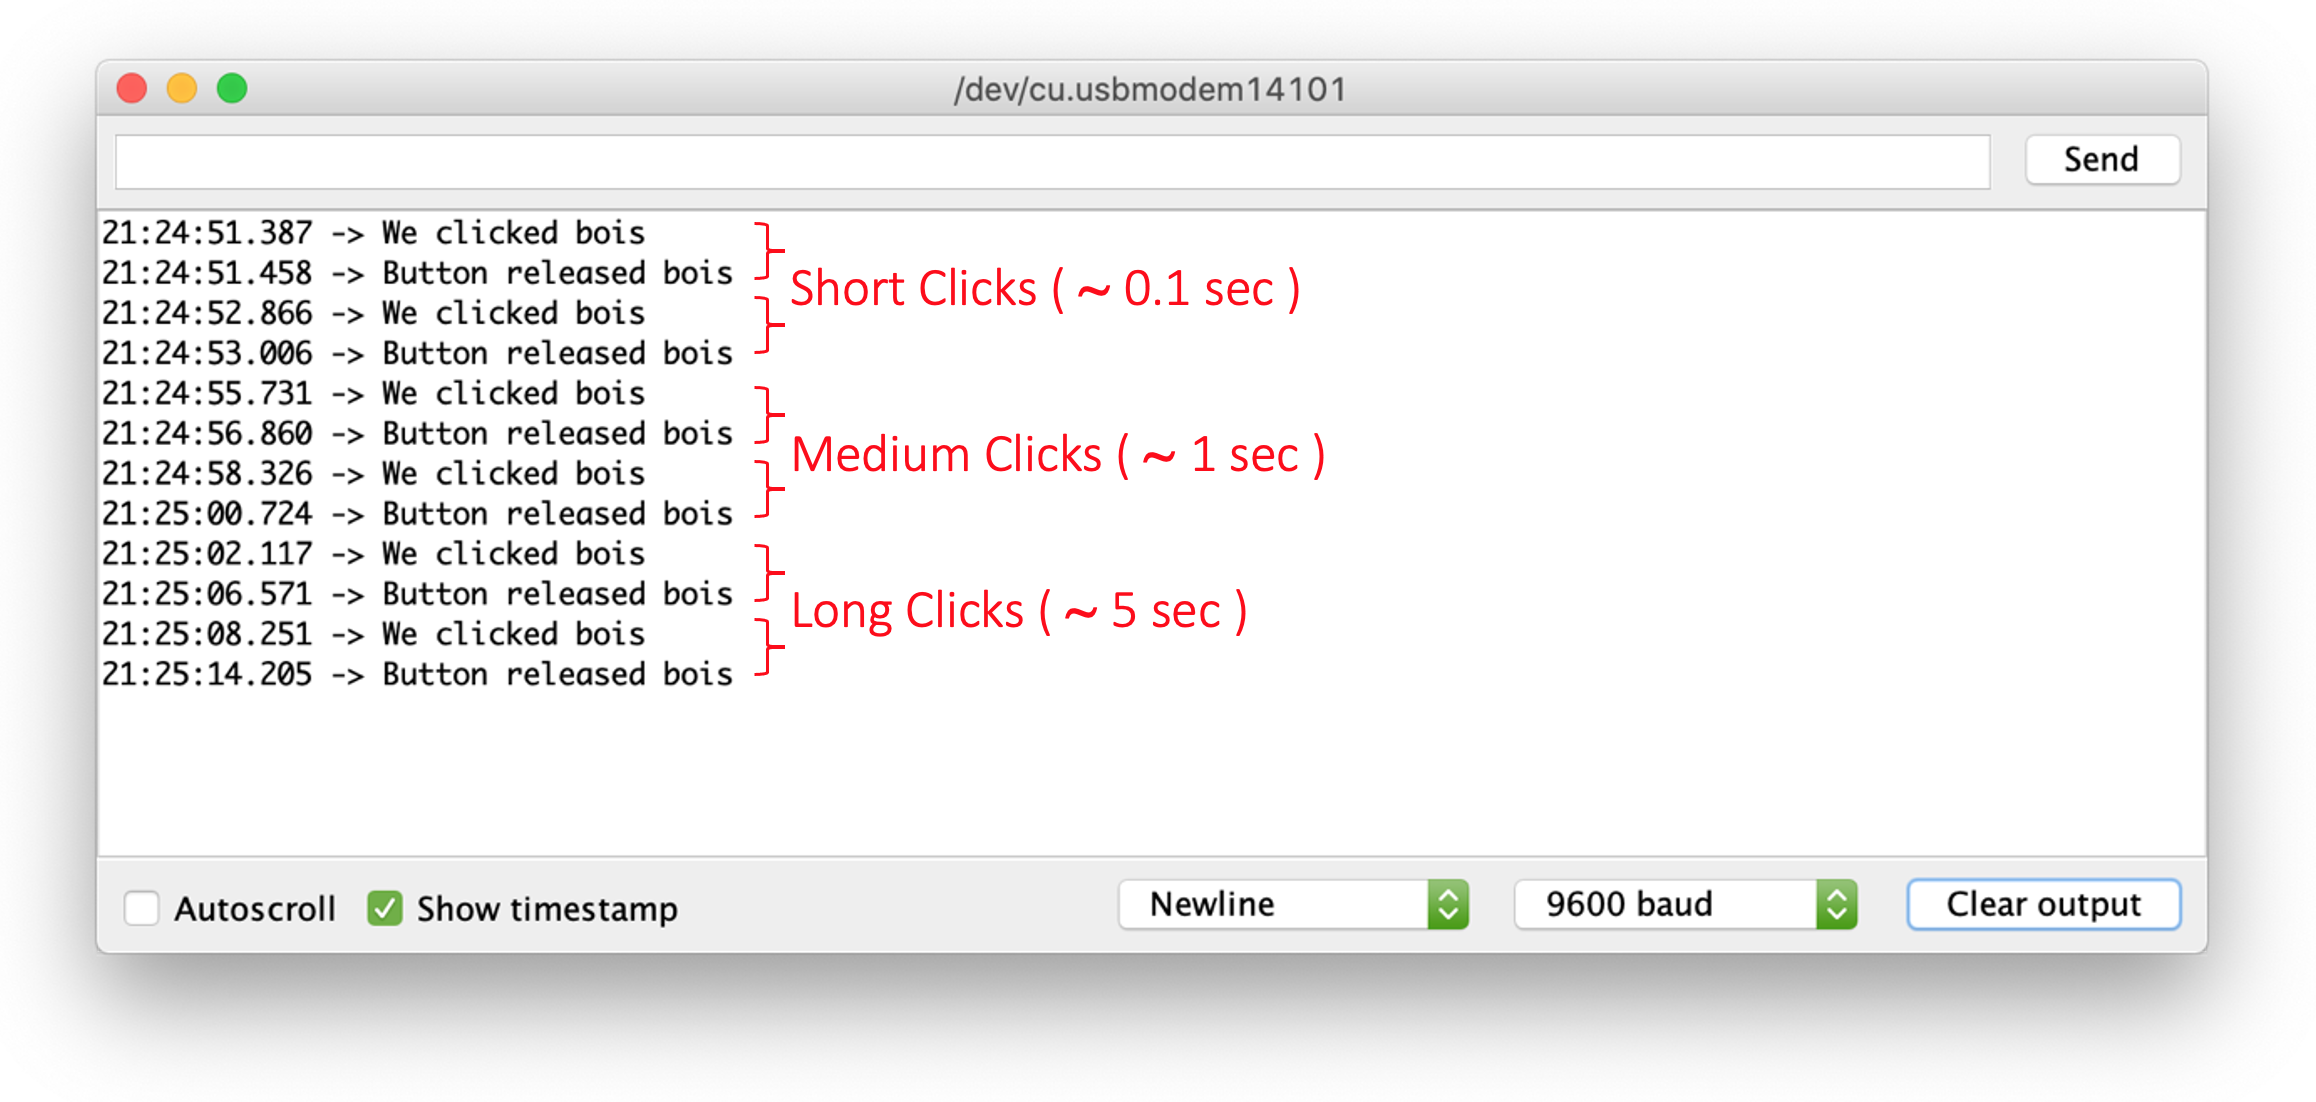 /dev/cu.usbmodem14101
Send
21:24:51.387 -> We clicked bois
21:24:51.458 -> Button released bois
Short Clicks ( ~ 0.1 sec )
21:24:52.866 -> We clicked bois
21:24:53.006 -> Button released bois
21:24:55.731 -> We clicked bois
21:24:56.860 -> Button released bois
Medium Clicks ( ~ 1 sec )
21:24:58.326 -> We clicked bois
21:25:00.724 -> Button released bois
21:25:02.117 -> We clicked bois
21:25:06.571 -> Button released bois
Long Clicks ( ~ 5 sec )
21:25:08.251 -> We clicked bois
21:25:14.205 -> Button released bois
Autoscroll
Show timestamp
Newline
9600 baud
Clear output